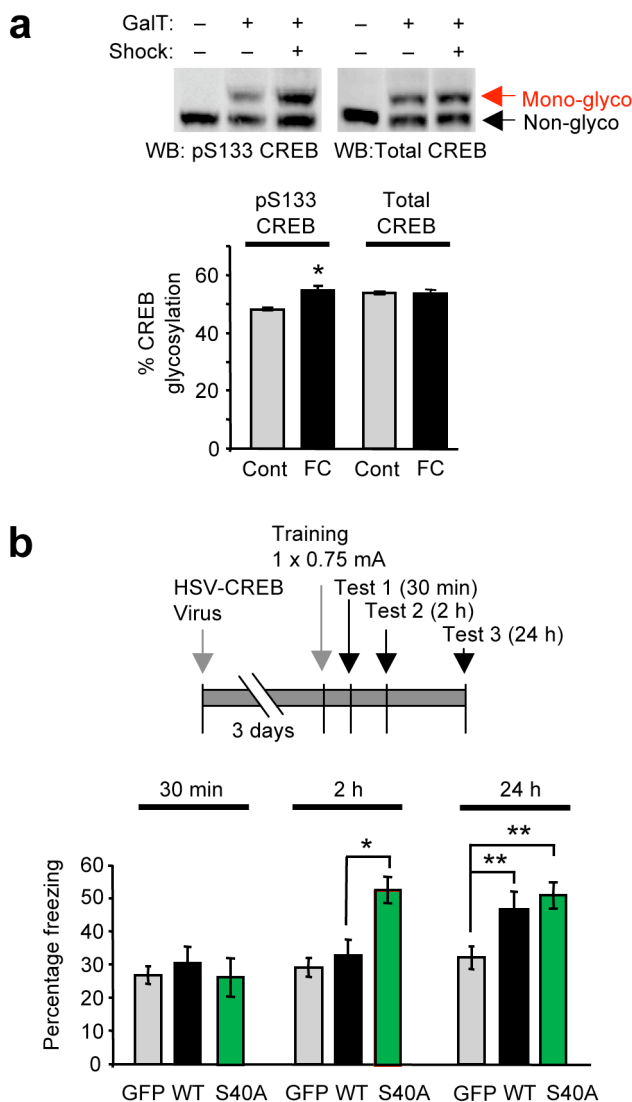 a
GalT: – + + – + +
Shock: – + – +
Mono-glyco
Non-glyco
WB: pS133 CREB WB:Total CREB
pS133 Total
CREB CREB
% CREB
glycosylation
60
40
20
0
*
Cont FC Cont FC
b
Training
1 x 0.75 mA
HSV-CREB
Virus
Test 1 (30 min)
Test 2 (2 h)
Test 3 (24 h)
3 days
30 min 2 h 24 h
Percentage freezing
60
50
40
30
20
10
0
* ** **
GFP WT S40A GFP WT S40A GFP WT S40A